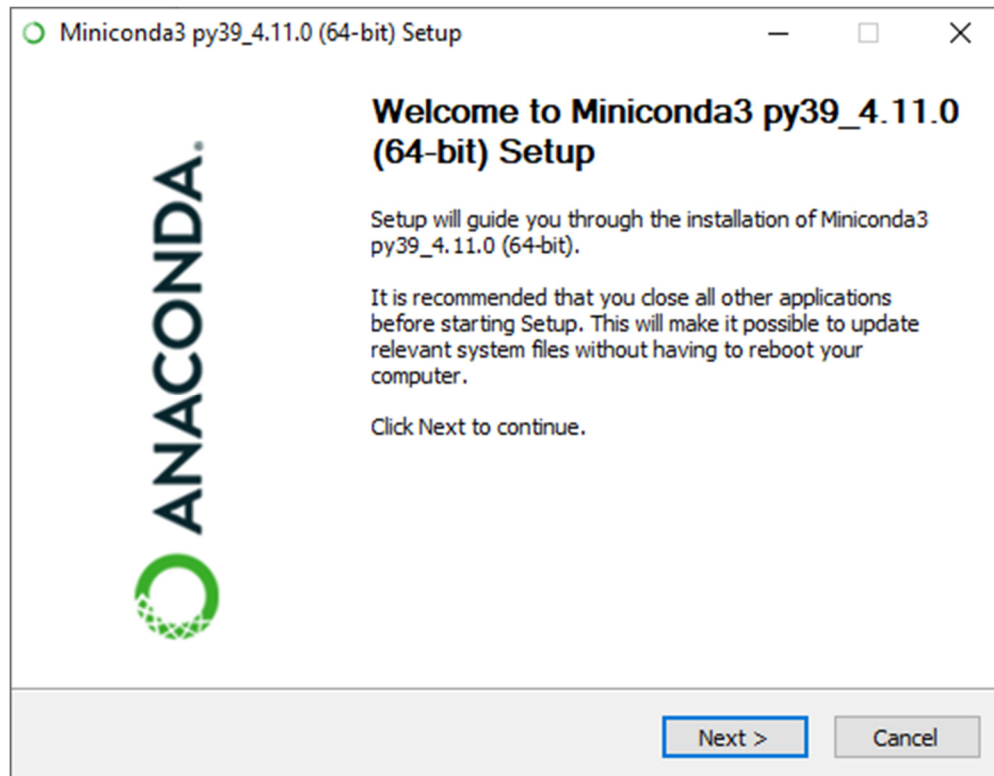 Miniconda3 py39_4.11.0 (64-bit) Setup
Welcome to Miniconda3 py39_4.11.0
(64-bit) Setup
Setup will guide you through the installation of Miniconda3
py39_4.11.0 (64-bit).
It is recommended that you close all other applications
before starting Setup. This will make it possible to update
relevant system files without having to reboot your
computer.
Click Next to continue.
ANACONDA.
Next >
Cancel